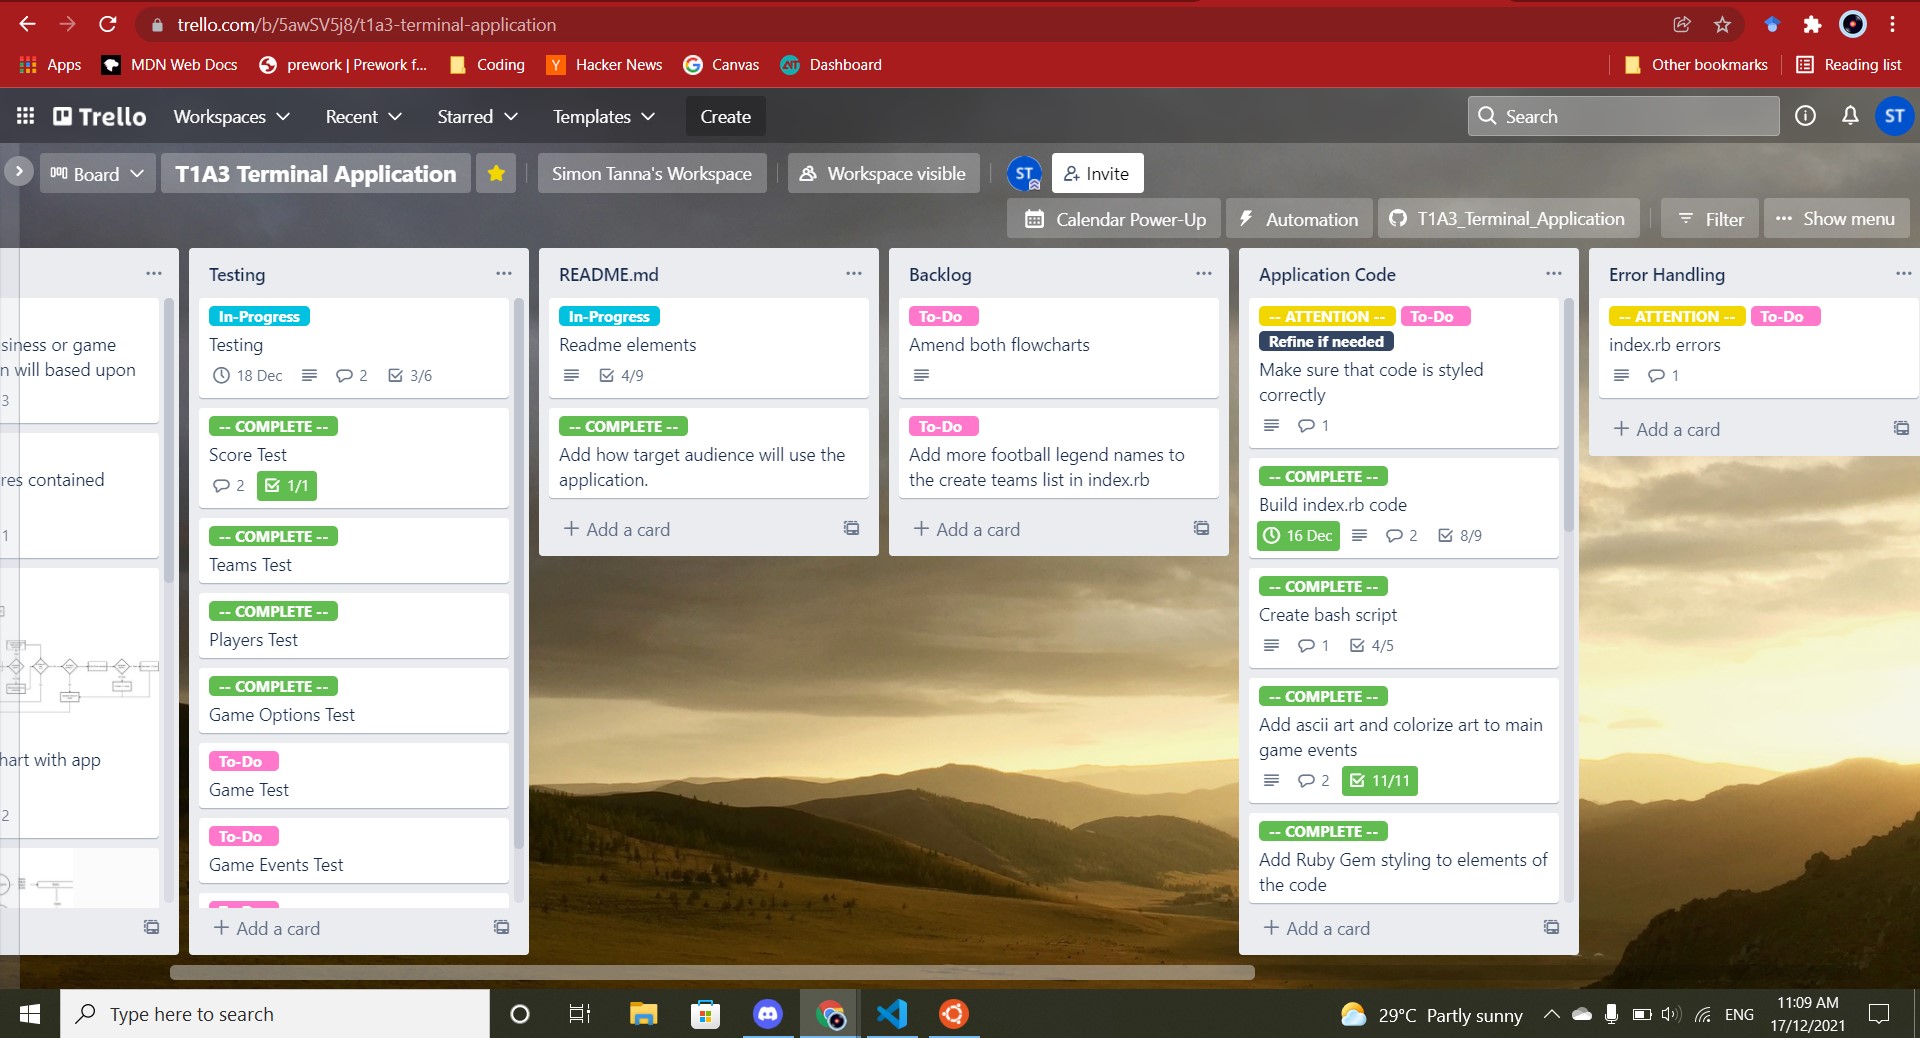 trello.com/b/5awSV5j8/t1a3-terminal-application
Apps MDN Web Docs prework | Prework f... Coding Hacker News Canvas Dashboard Other bookmarks Reading list
Trello Workspaces Recent Starred Templates Create Search ST
Board T1A3 Terminal Application Simon Tanna's Workspace Workspace visible ST Invite
Calendar Power-Up Automation T1A3_Terminal_Application Filter Show menu
siness or game
n will based upon
3
res contained
1
hart with app
2
Testing
In-Progress
Testing
18 Dec 2 3/6
-- COMPLETE --
Score Test
2 1/1
-- COMPLETE --
Teams Test
-- COMPLETE --
Players Test
-- COMPLETE --
Game Options Test
To-Do
Game Test
To-Do
Game Events Test
+ Add a card
README.md
In-Progress
Readme elements
4/9
-- COMPLETE --
Add how target audience will use the
application.
+ Add a card
Backlog
To-Do
Amend both flowcharts
To-Do
Add more football legend names to
the create teams list in index.rb
+ Add a card
Application Code
-- ATTENTION -- To-Do
Refine if needed
Make sure that code is styled
correctly
1
-- COMPLETE --
Build index.rb code
16 Dec 2 8/9
-- COMPLETE --
Create bash script
1 4/5
-- COMPLETE --
Add ascii art and colorize art to main
game events
2 11/11
-- COMPLETE --
Add Ruby Gem styling to elements of
the code
+ Add a card
Error Handling
-- ATTENTION -- To-Do
index.rb errors
1
+ Add a card
Type here to search
29°C Partly sunny
ENG
11:09 AM
17/12/2021